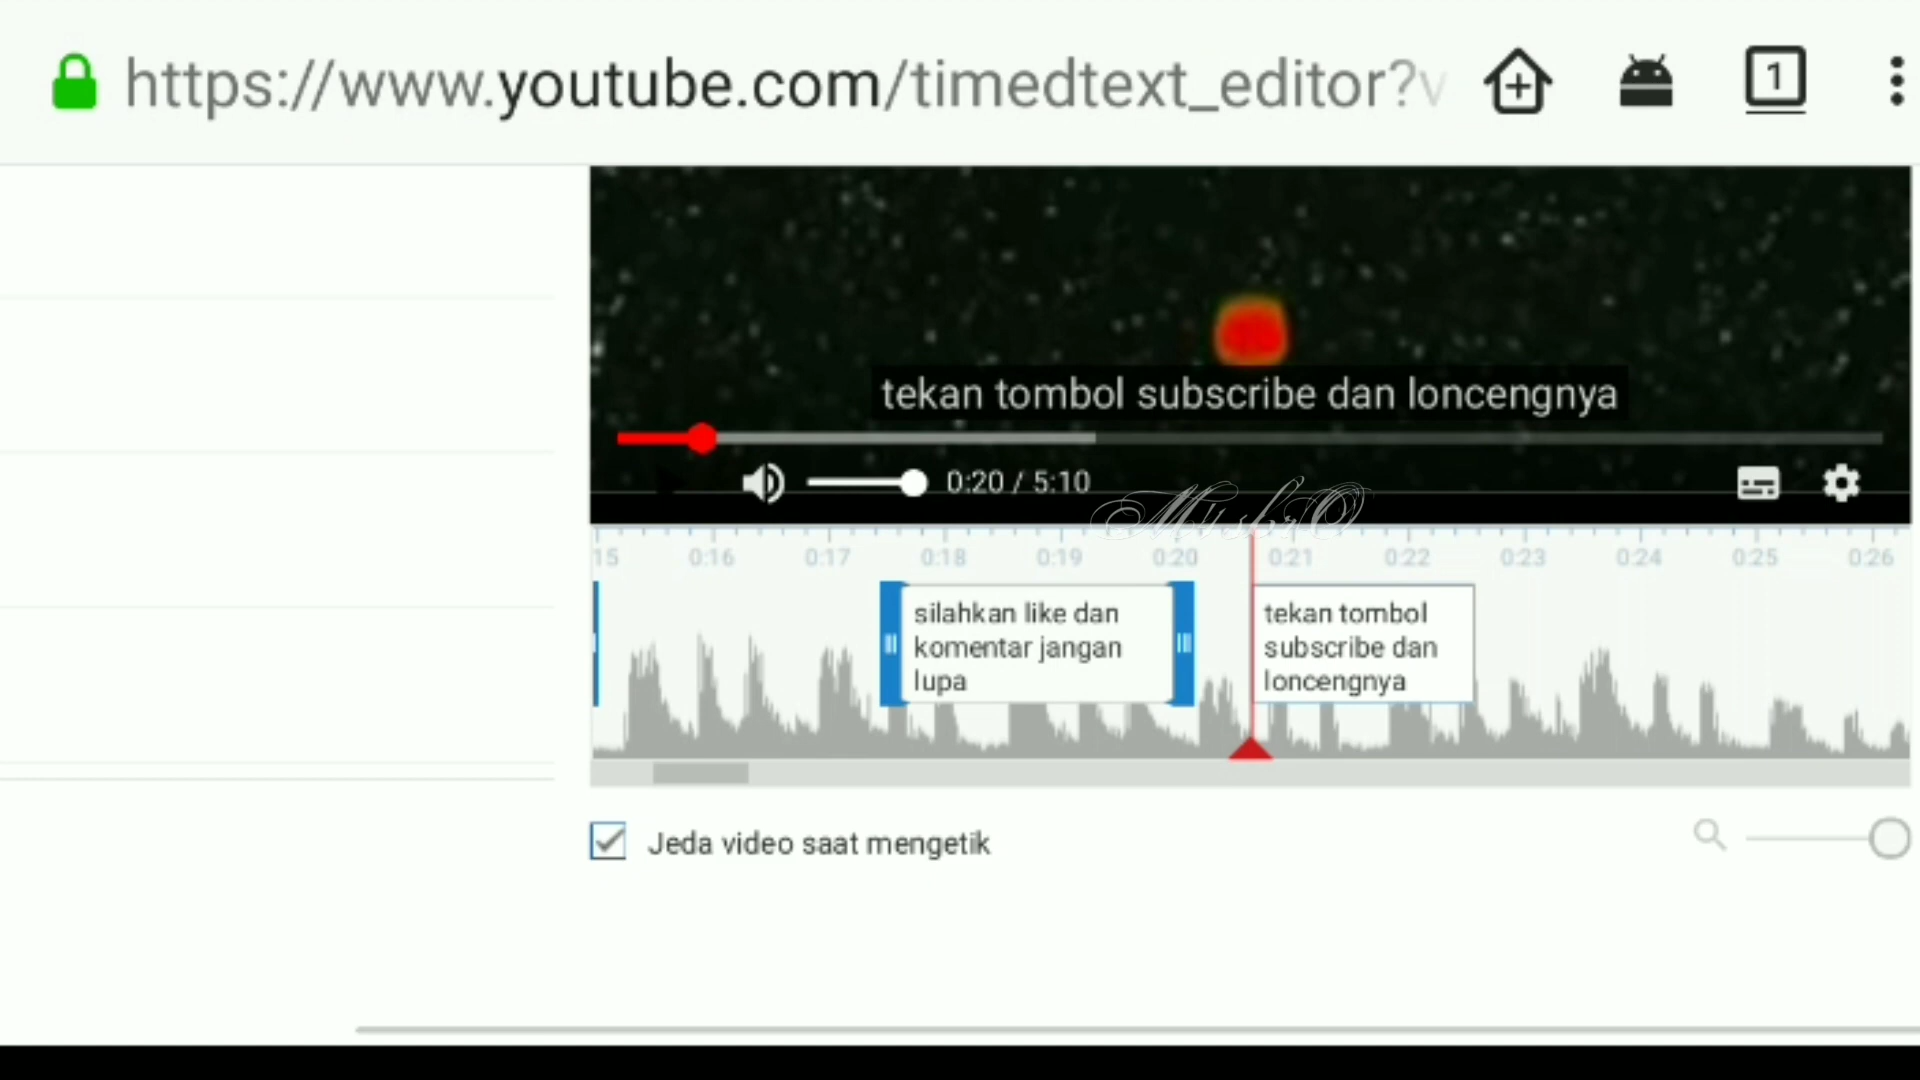 https://www.youtube.com/timedtext_editor?v
1
tekan tombol subscribe dan loncengnya
0:20 / 5:10
MusbrO
15 0:16 0:17 0:18 0:19 0:20 0:21 0:22 0:23 0:24 0:25 0:26
silahkan like dan
komentar jangan
lupa
tekan tombol
subscribe dan
loncengnya
Jeda video saat mengetik